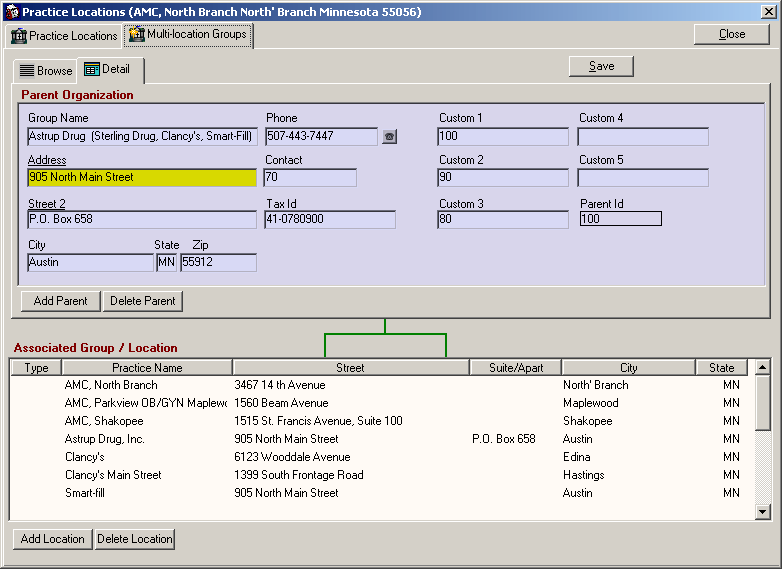 Practice Locations (AMC, North Branch North' Branch Minnesota 55056)
Practice Locations Multi-location Groups Close
Browse Detail Save
Parent Organization
Group Name Phone Custom 1 Custom 4
Astrup Drug (Sterling Drug, Clancy's, Smart-Fill) 507-443-7447 100
Address Contact Custom 2 Custom 5
905 North Main Street 70 90
Street 2 Tax Id Custom 3 Parent Id
P.O. Box 658 41-0780900 80 100
City State Zip
Austin MN 55912
Add Parent Delete Parent
Associated Group / Location
Type Practice Name Street Suite/Apart City State
AMC, North Branch 3467 14 th Avenue North' Branch MN
AMC, Parkview OB/GYN Maplew 1560 Beam Avenue Maplewood MN
AMC, Shakopee 1515 St. Francis Avenue, Suite 100 Shakopee MN
Astrup Drug, Inc. 905 North Main Street P.O. Box 658 Austin MN
Clancy's 6123 Wooddale Avenue Edina MN
Clancy's Main Street 1399 South Frontage Road Hastings MN
Smart-fill 905 North Main Street Austin MN
Add Location Delete Location